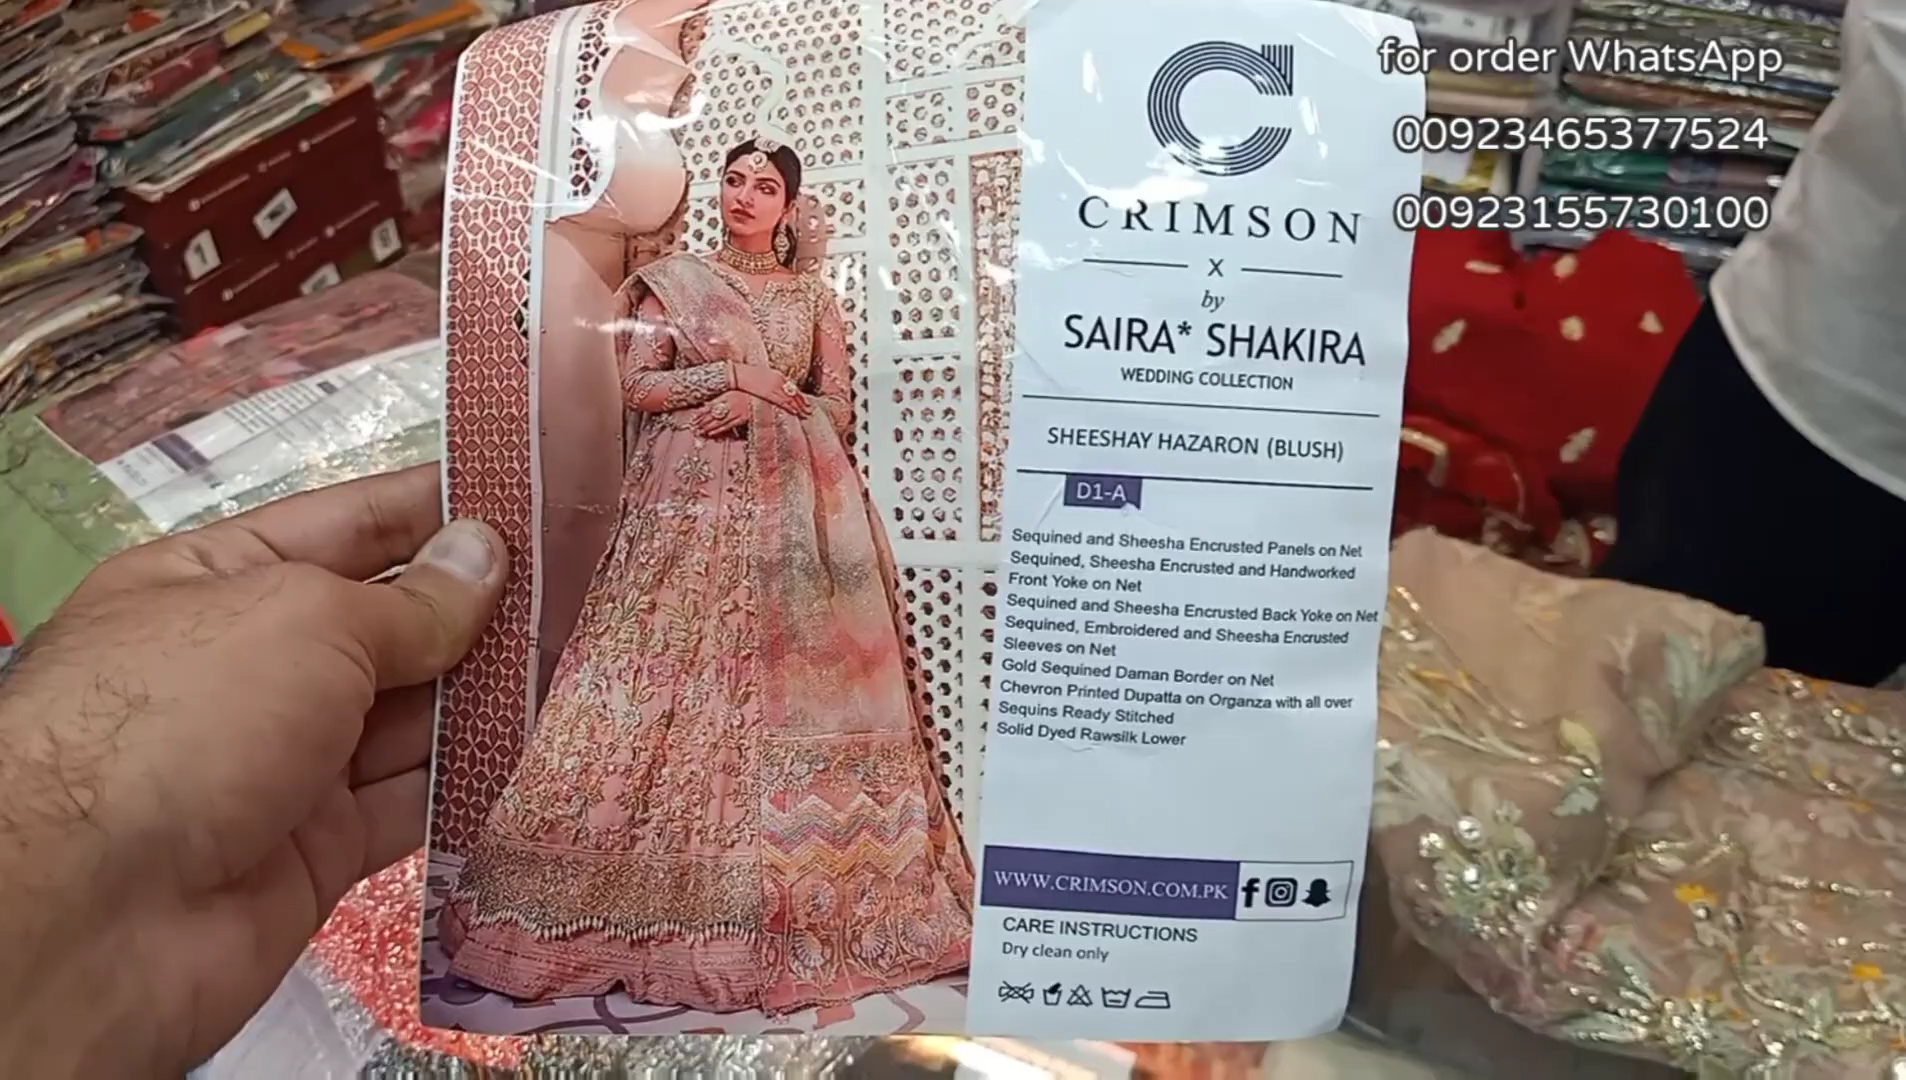 for order WhatsApp
00923465377524
00923155730100
C
CRIMSON
X
by
SAIRA* SHAKIRA
WEDDING COLLECTION
SHEESHAY HAZARON (BLUSH)
D1-A
Sequined and Sheesha Encrusted Panels on Net
Sequined, Sheesha Encrusted and Handworked
Front Yoke on Net
Sequined and Sheesha Encrusted Back Yoke on Net
Sequined, Embroidered and Sheesha Encrusted
Sleeves on Net
Gold Sequined Daman Border on Net
Chevron Printed Dupatta on Organza with all over
Sequins Ready Stitched
Solid Dyed Rawsilk Lower
WWW.CRIMSON.COM.PK
CARE INSTRUCTIONS
Dry clean only